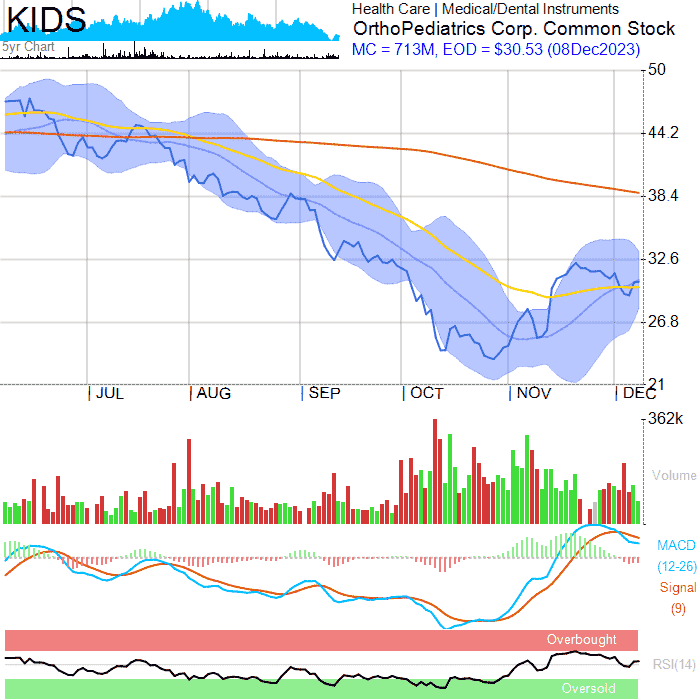 KIDS
5yr Chart
Health Care | Medical/Dental Instruments
OrthoPediatrics Corp. Common Stock
MC = 713M, EOD = $30.53 (08Dec2023)
50
44.2
38.4
32.6
26.8
21
| JUL | AUG | SEP | OCT | NOV | DEC
362k
Volume
MACD
(12-26)
Signal
(9)
Overbought
RSI(14)
Oversold